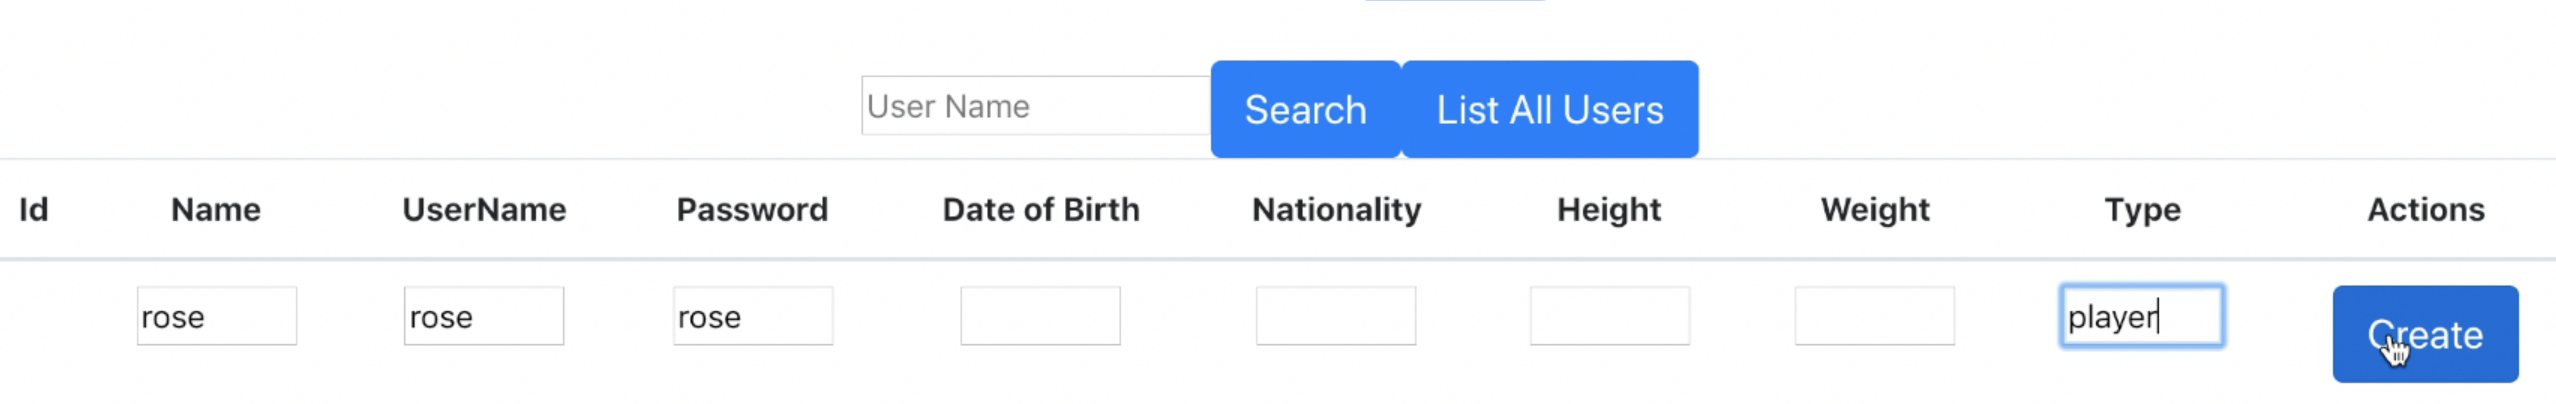 User Name Search List All Users
Id Name UserName Password Date of Birth Nationality Height Weight Type Actions
rose rose rose player Create